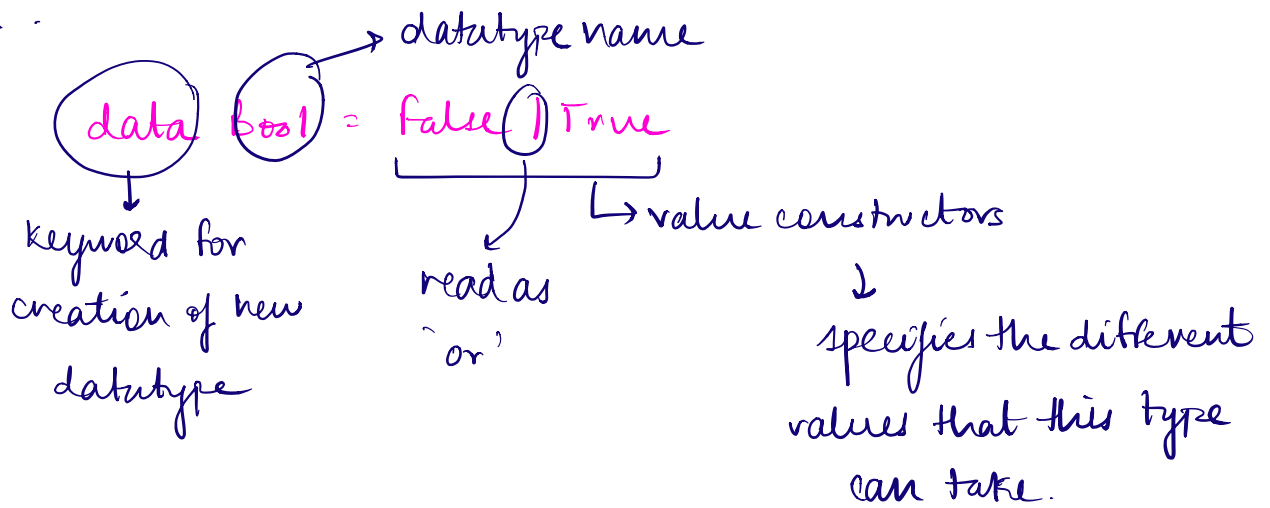 datatype name
data Bool = False | True
value constructors
keyword for
creation of new
datatype
read as
'or'
specifies the different
values that this type
can take.